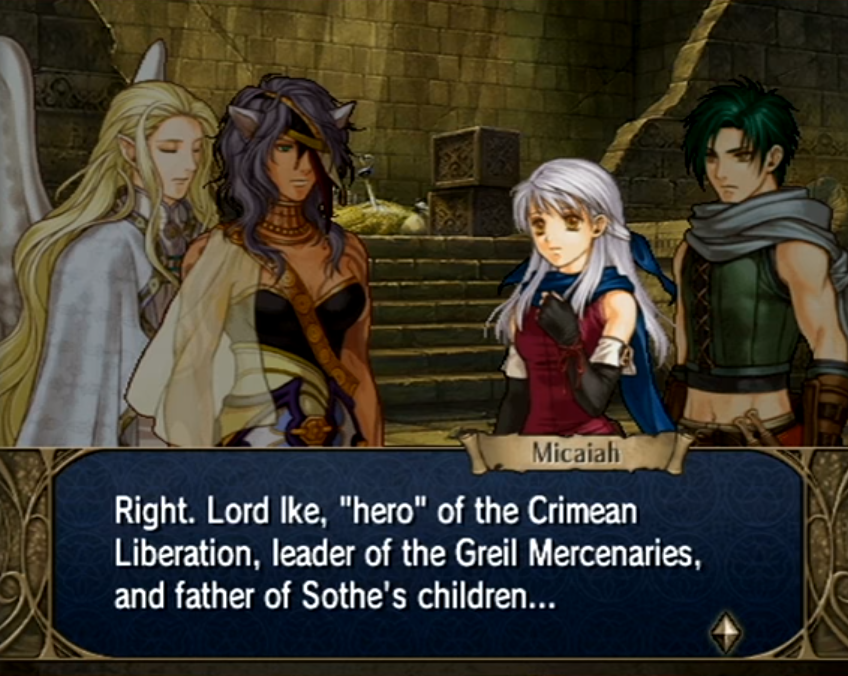 Micaiah
Right. Lord Ike, "hero" of the Crimean
Liberation, leader of the Greil Mercenaries,
and father of Sothe's children...